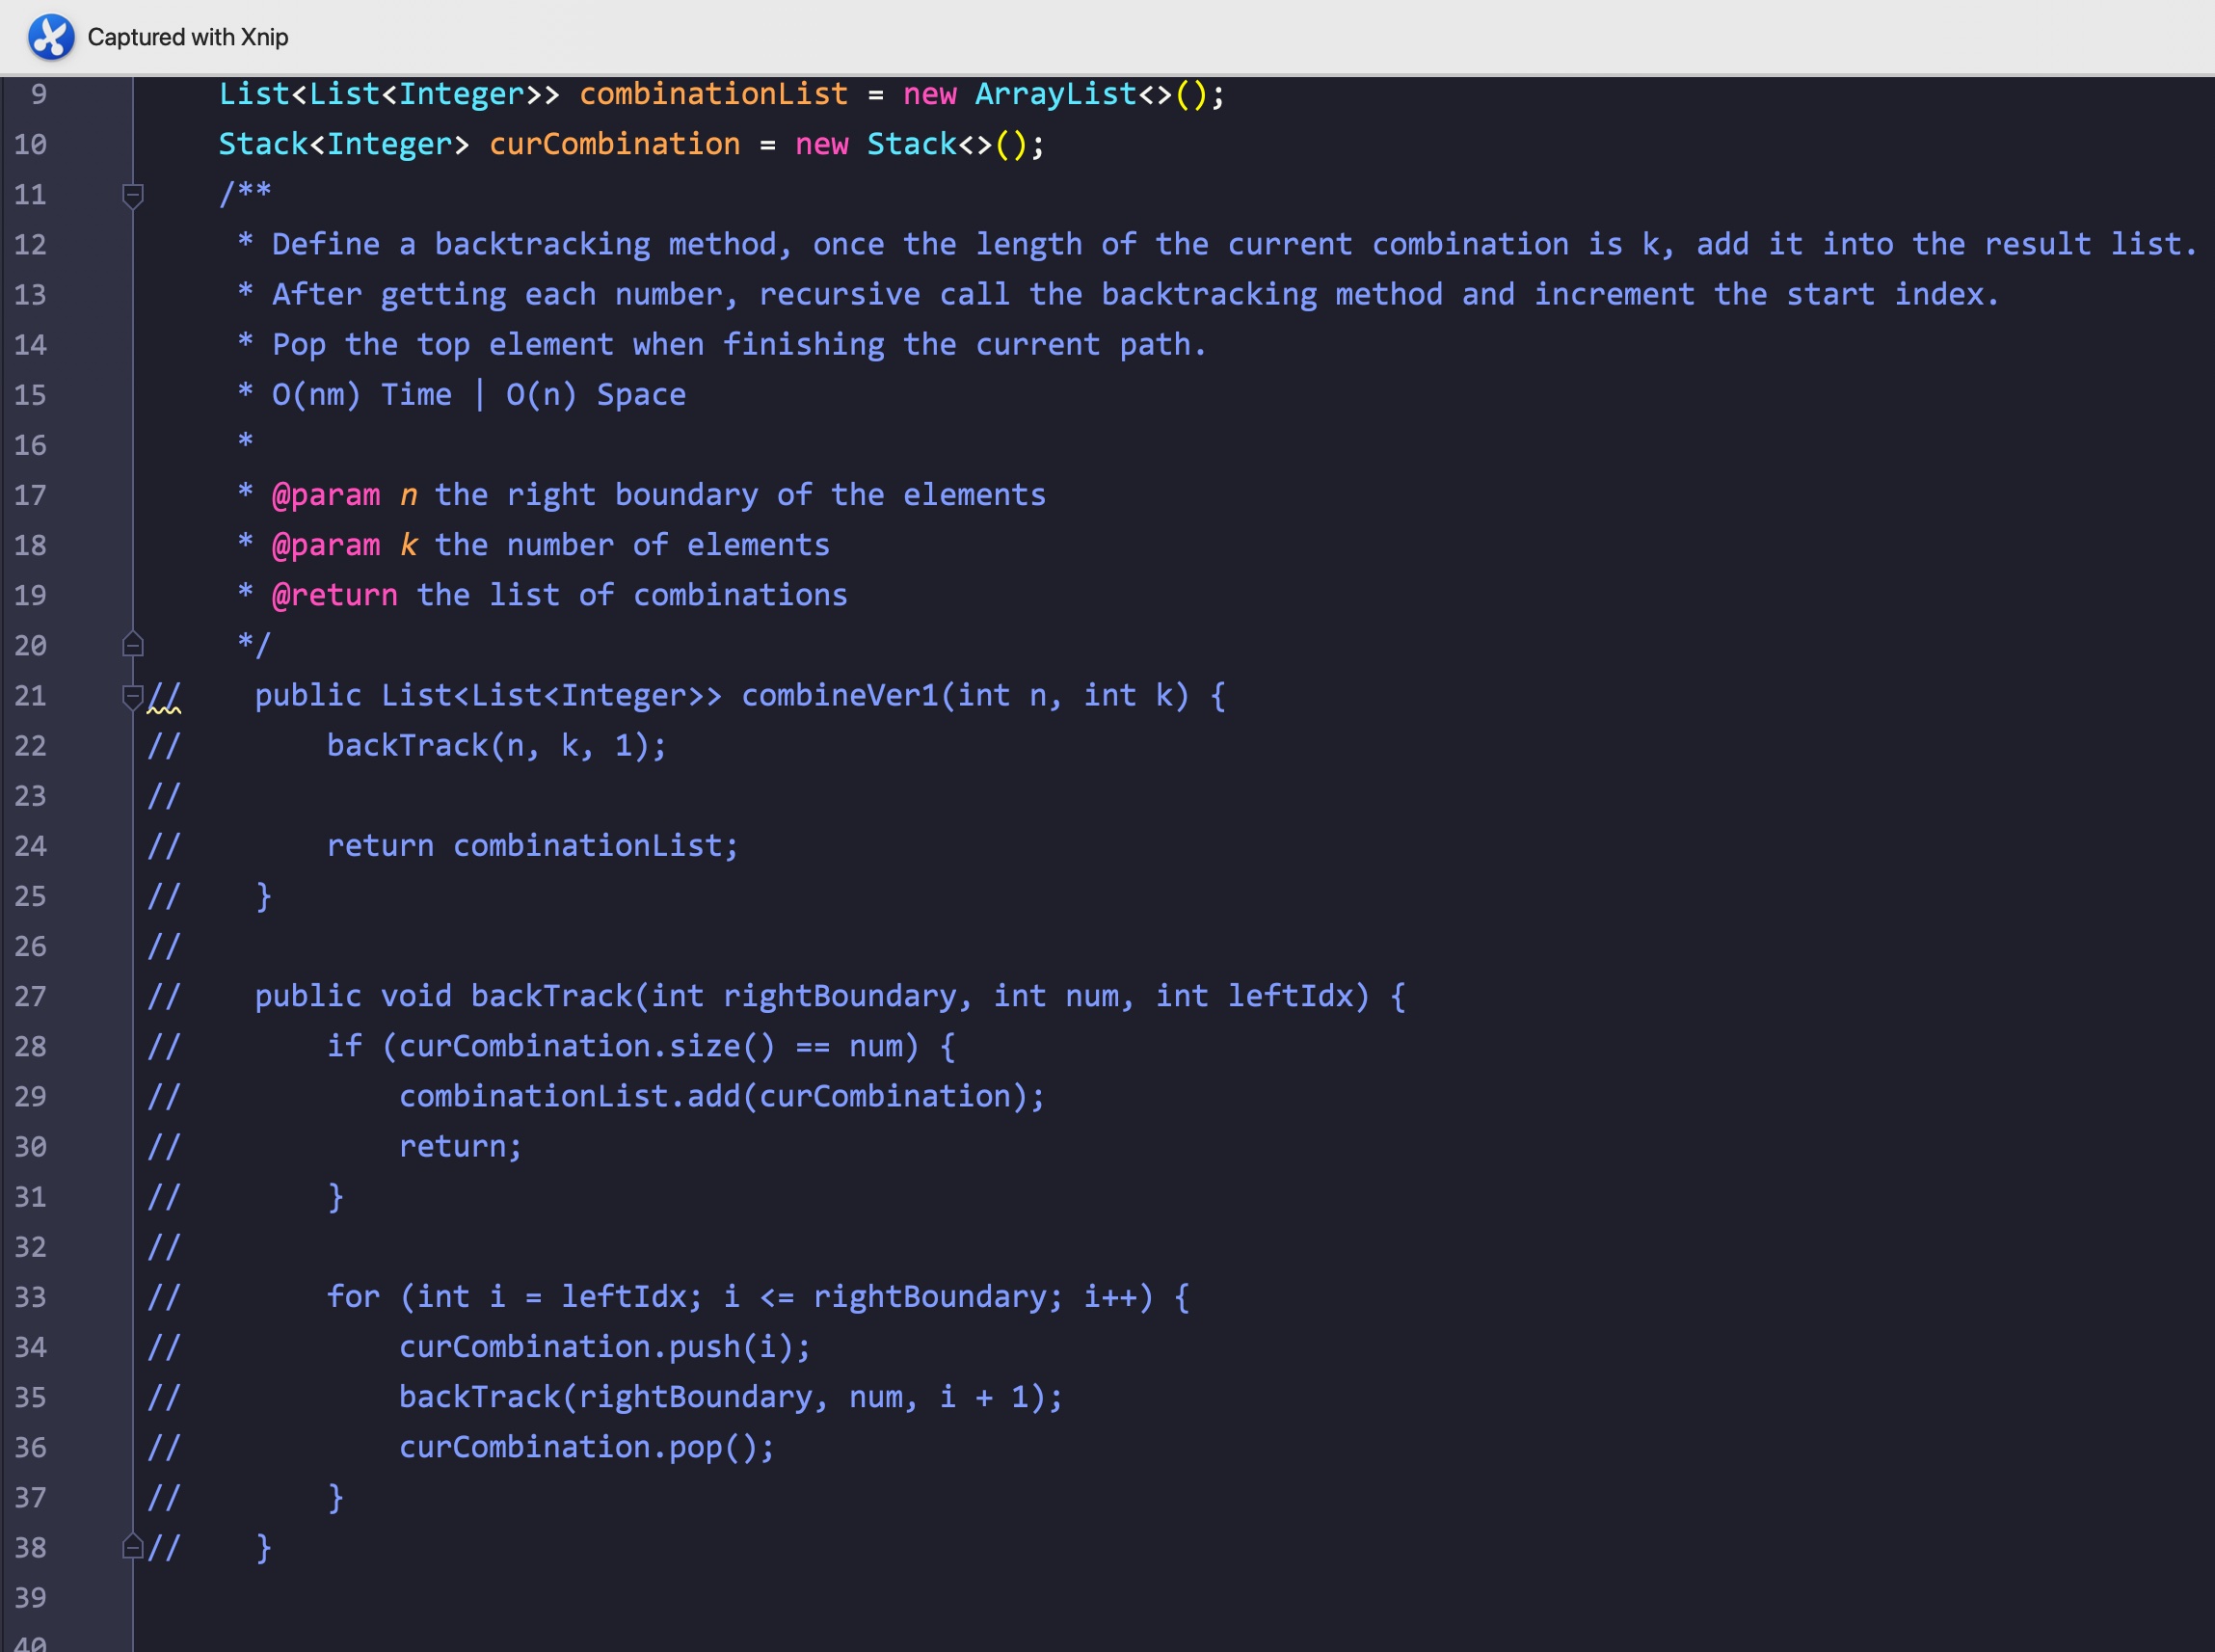 Captured with Xnip
9 List<List<Integer>> combinationList = new ArrayList<>();
10 Stack<Integer> curCombination = new Stack<>();
11 /**
12 * Define a backtracking method, once the length of the current combination is k, add it into the result list.
13 * After getting each number, recursive call the backtracking method and increment the start index.
14 * Pop the top element when finishing the current path.
15 * O(nm) Time | O(n) Space
16 *
17 * @param n the right boundary of the elements
18 * @param k the number of elements
19 * @return the list of combinations
20 */
21 // public List<List<Integer>> combineVer1(int n, int k) {
22 // backTrack(n, k, 1);
23 //
24 // return combinationList;
25 // }
26 //
27 // public void backTrack(int rightBoundary, int num, int leftIdx) {
28 // if (curCombination.size() == num) {
29 // combinationList.add(curCombination);
30 // return;
31 // }
32 //
33 // for (int i = leftIdx; i <= rightBoundary; i++) {
34 // curCombination.push(i);
35 // backTrack(rightBoundary, num, i + 1);
36 // curCombination.pop();
37 // }
38 // }
39
40